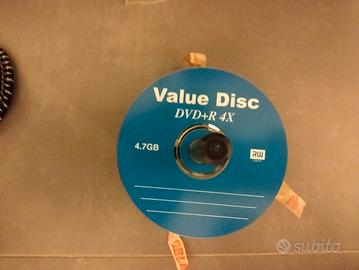 Value Disc
DVD+R 4X
4.7GB
RW
subito